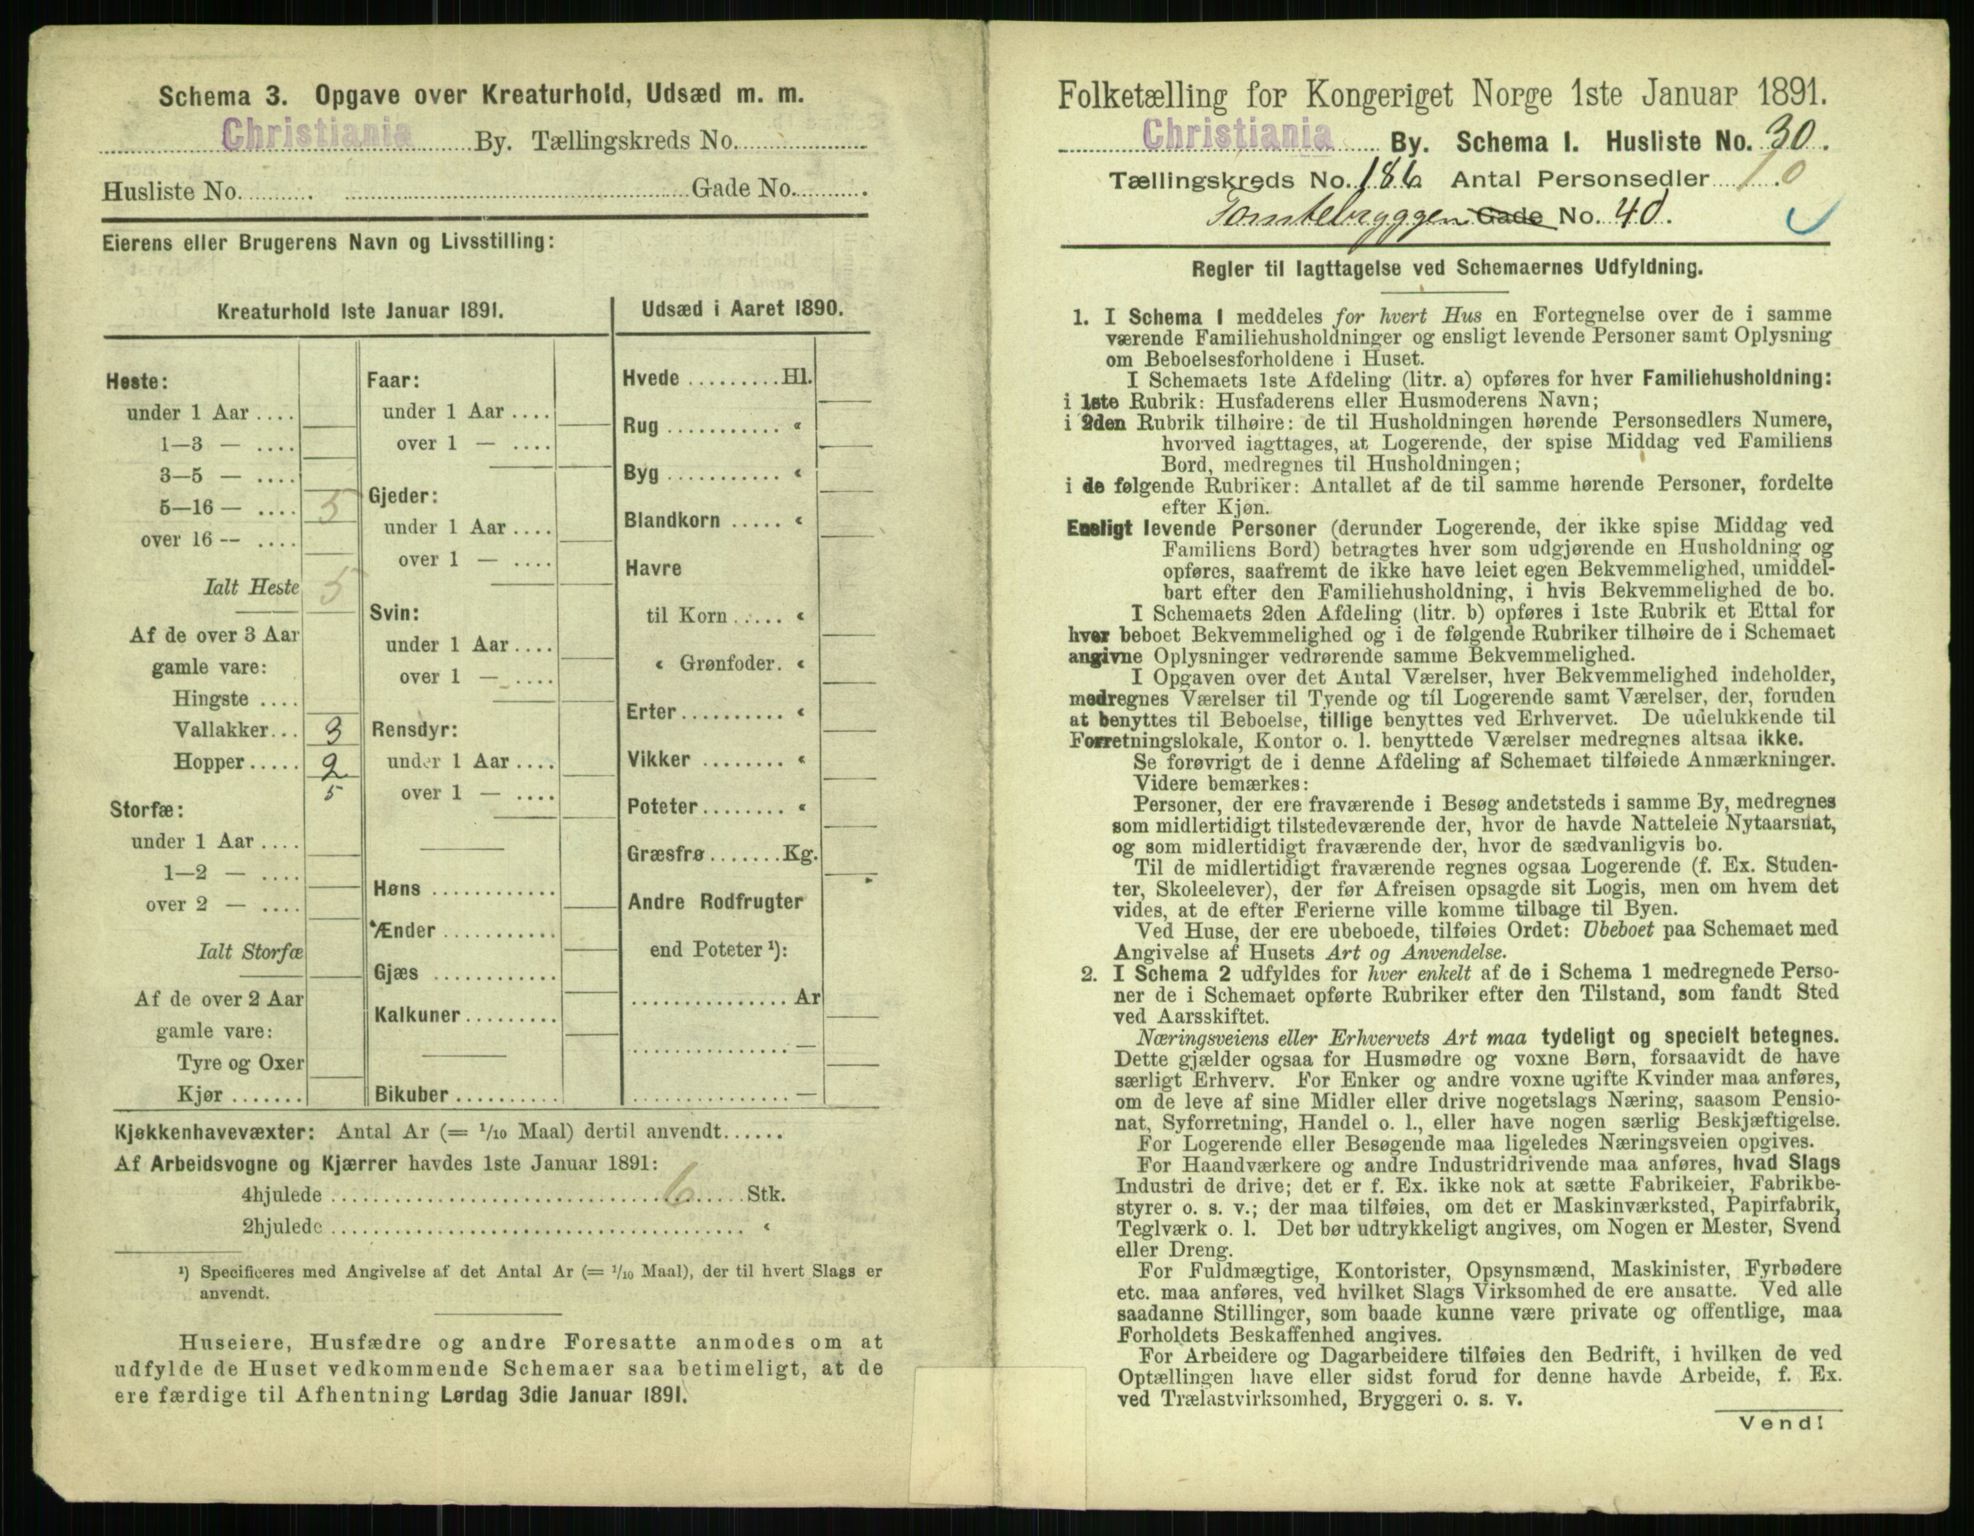 Schema 3. Opgave over Kreaturhold, Udsæd m. m.
Christiania By. Tællingskreds No.
Husliste No. Gade No.
Eierens eller Brugerens Navn og Livsstilling:
Kreaturhold 1ste Januar 1891.
Heste:
under 1 Aar ....
1—3 — ....
3—5 — ....
5—16 — .... 5
over 16 -- ....
Ialt Heste 5
Af de over 3 Aar
gamle vare:
Hingste ....
Vallakker... 3
Hopper..... 2
5
Storfæ:
under 1 Aar ....
1—2 — ....
over 2 — ....
Ialt Storfæ
Af de over 2 Aar
gamle vare:
Tyre og Oxer
Kjør .......
Faar:
under 1 Aar ....
over 1 — ....
Gjeder:
under 1 Aar ....
over 1 — ....
Svin:
under 1 Aar ....
over 1 — ....
Rensdyr:
under 1 Aar ....
over 1 — ....
Høns ............
Ænder ...........
Gjæs ............
Kalkuner.........
Bikuber ..........
Udsæd i Aaret 1890.
Hvede .........Hl.
Rug ........... «
Byg ........... «
Blandkorn ..... «
Havre
til Korn ..... «
« Grønfoder. «
Erter.......... «
Vikker ........ «
Poteter........ «
Græsfrø.......Kg.
Andre Rodfrugter
end Poteter ¹):
............... Ar
............... —
............... —
Kjøkkenhavevæxter: Antal Ar (= 1/10 Maal) dertil anvendt......
Af Arbeidsvogne og Kjærrer havdes 1ste Januar 1891:
4hjulede ........ 6 ...... Stk.
2hjulede ........ «
¹) Specificeres med Angivelse af det Antal Ar (= 1/10 Maal), der til hvert Slags er
anvendt.
Huseiere, Husfædre og andre Foresatte anmodes om at
udfylde de Huset vedkommende Schemaer saa betimeligt, at de
ere færdige til Afhentning Lørdag 3die Januar 1891.
Folketælling for Kongeriget Norge 1ste Januar 1891.
Christiania By. Schema I. Husliste No. 30.
Tællingskreds No. 186 Antal Personsedler 10
Tomtebryggen Gade No. 40.
Regler til Iagttagelse ved Schemaernes Udfyldning.
1. I Schema 1 meddeles for hvert Hus en Fortegnelse over de i samme
værende Familiehusholdninger og ensligt levende Personer samt Oplysning
om Beboelsesforholdene i Huset.
I Schemaets 1ste Afdeling (litr. a) opføres for hver Familiehusholdning:
i 1ste Rubrik: Husfaderens eller Husmoderens Navn;
i 2den Rubrik tilhøire: de til Husholdningen hørende Personsedlers Numere,
hvorved iagttages, at Logerende, der spise Middag ved Familiens
Bord, medregnes til Husholdningen;
i de følgende Rubriker: Antallet af de til samme hørende Personer, fordelte
efter Kjøn.
Ensligt levende Personer (derunder Logerende, der ikke spise Middag ved
Familiens Bord) betragtes hver som udgjørende en Husholdning og
opføres, saafremt de ikke have leiet egen Bekvemmelighed, umiddel-
bart efter den Familiehusholdning, i hvis Bekvemmelighed de bo.
I Schemaets 2den Afdeling (litr. b) opføres i 1ste Rubrik et Ettal for
hver beboet Bekvemmelighed og i de følgende Rubriker tilhøire de i Schemaet
angivne Oplysninger vedrørende samme Bekvemmelighed.
I Opgaven over det Antal Værelser, hver Bekvemmelighed indeholder,
medregnes Værelser til Tyende og til Logerende samt Værelser, der, foruden
at benyttes til Beboelse, tillige benyttes ved Erhvervet. De udelukkende til
Forretningslokale, Kontor o. l. benyttede Værelser medregnes altsaa ikke.
Se forøvrigt de i denne Afdeling af Schemaet tilføiede Anmærkninger.
Videre bemærkes:
Personer, der ere fraværende i Besøg andetsteds i samme By, medregnes
som midlertidigt tilstedeværende der, hvor de havde Natteleie Nytaarsnat,
og som midlertidigt fraværende der, hvor de sædvanligvis bo.
Til de midlertidigt fraværende regnes ogsaa Logerende (f. Ex. Studen-
ter, Skoleelever), der før Afreisen opsagde sit Logis, men om hvem det
vides, at de efter Ferierne ville komme tilbage til Byen.
Ved Huse, der ere ubeboede, tilføies Ordet: Ubeboet paa Schemaet med
Angivelse af Husets Art og Anvendelse.
2. I Schema 2 udfyldes for hver enkelt af de i Schema 1 medregnede Perso-
ner de i Schemaet opførte Rubriker efter den Tilstand, som fandt Sted
ved Aarsskiftet.
Næringsveiens eller Erhvervets Art maa tydeligt og specielt betegnes.
Dette gjælder ogsaa for Husmødre og voxne Børn, forsaavidt de have
særligt Erhverv. For Enker og andre voxne ugifte Kvinder maa anføres,
om de leve af sine Midler eller drive nogetslags Næring, saasom Pensio-
nat, Syforretning, Handel o. l., eller have nogen særlig Beskjæftigelse.
For Logerende eller Besøgende maa ligeledes Næringsveien opgives.
For Haandværkere og andre Industridrivende maa anføres, hvad Slags
Industri de drive; det er f. Ex. ikke nok at sætte Fabrikeier, Fabrikbe-
styrer o. s. v.; der maa tilføies, om det er Maskinværksted, Papirfabrik,
Teglværk o. l. Det bør udtrykkeligt angives, om Nogen er Mester, Svend
eller Dreng.
For Fuldmægtige, Kontorister, Opsynsmænd, Maskinister, Fyrbødere
etc. maa anføres, ved hvilket Slags Virksomhed de ere ansatte. Ved alle
saadanne Stillinger, som baade kunne være private og offentlige, maa
Forholdets Beskaffenhed angives.
For Arbeidere og Dagarbeidere tilføies den Bedrift, i hvilken de ved
Optællingen have eller sidst forud for denne havde Arbeide, f. Ex.
ved Trælastvirksomhed, Bryggeri o. s. v.
Vend!